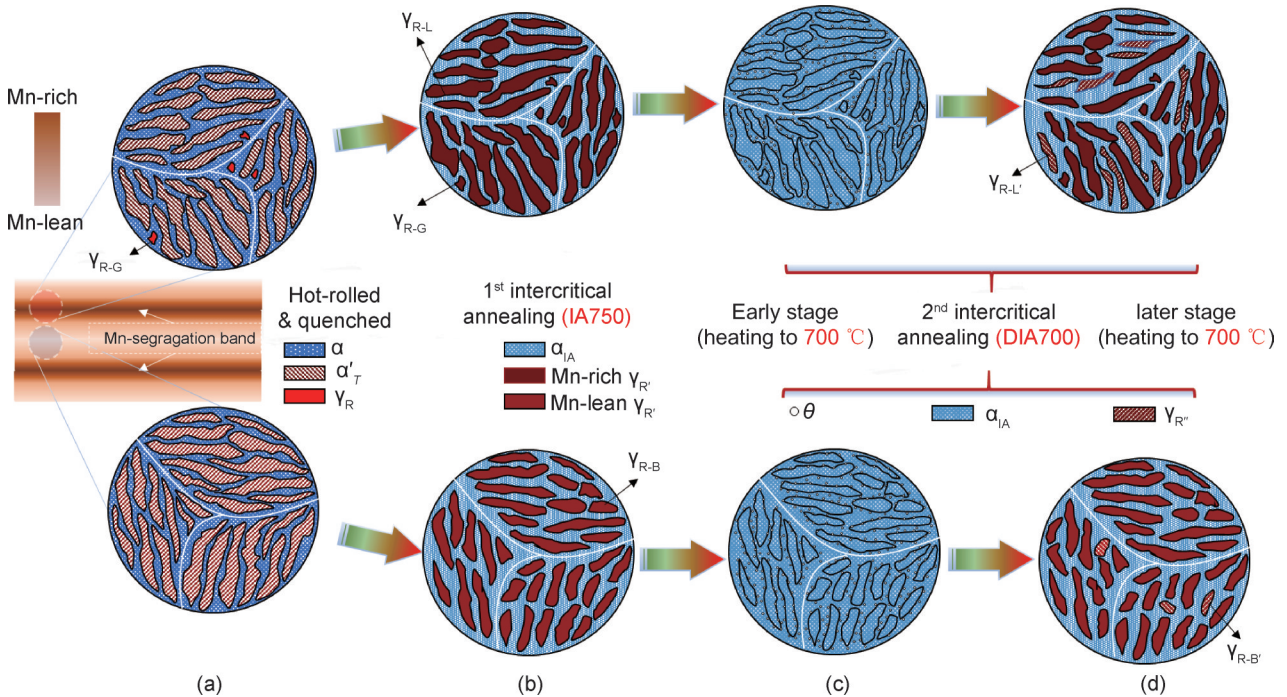 γR-L
Mn-rich
Mn-lean
γR-G
γR-G
γR-L′
Mn-segragation band
Hot-rolled
& quenched
α
α′T
γR
1st intercritical
annealing (IA750)
αIA
Mn-rich γR′
Mn-lean γR′
Early stage
(heating to 700 ℃)
2nd intercritical
annealing (DIA700)
later stage
(heating to 700 ℃)
θ
αIA
γR″
γR-B
γR-B′
(a)
(b)
(c)
(d)